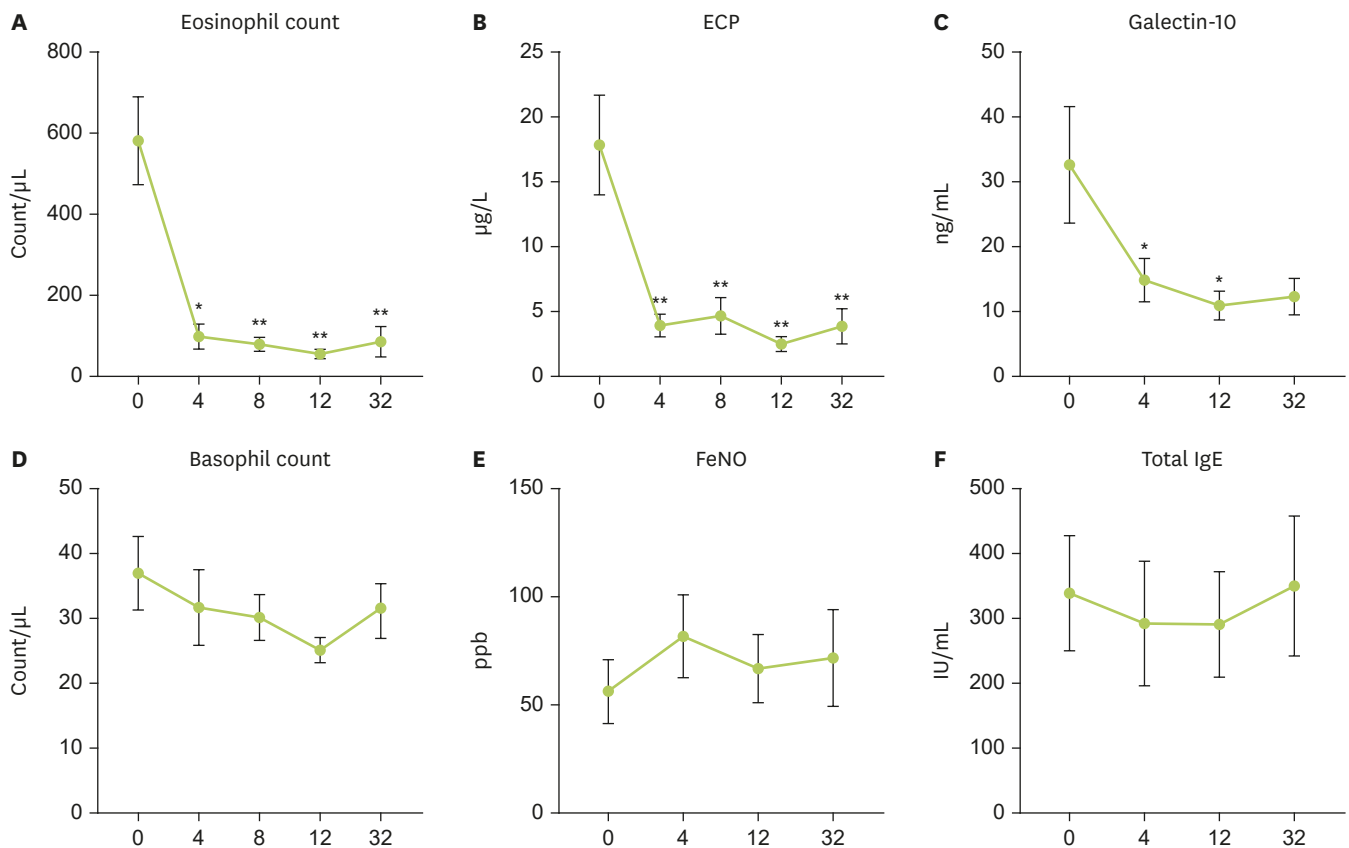 A Eosinophil count
800
600
400
200
0
Count/µL
* ** ** **
0 4 8 12 32
B ECP
25
20
15
10
5
0
µg/L
** ** ** **
0 4 8 12 32
C Galectin-10
50
40
30
20
10
0
ng/mL
* *
0 4 12 32
D Basophil count
50
40
30
20
10
0
Count/µL
0 4 8 12 32
E FeNO
150
100
50
0
ppb
0 4 12 32
F Total IgE
500
400
300
200
100
0
IU/mL
0 4 12 32